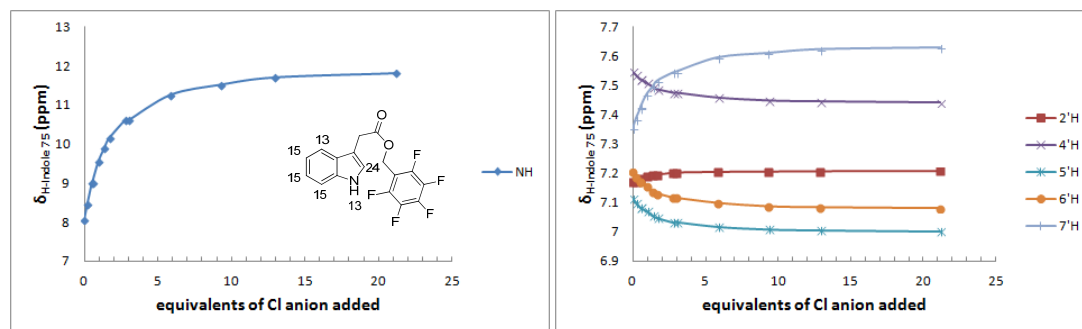 13
12
11
10
9
8
7
0
5
10
15
20
25
δH-Indole 75 (ppm)
equivalents of Cl anion added
NH
O
O
13
15
15
15
24
N
H
13
F
F
F
F
F
7.7
7.6
7.5
7.4
7.3
7.2
7.1
7
6.9
0
5
10
15
20
25
δH-Indole 75 (ppm)
equivalents of Cl anion added
2'H
4'H
5'H
6'H
7'H